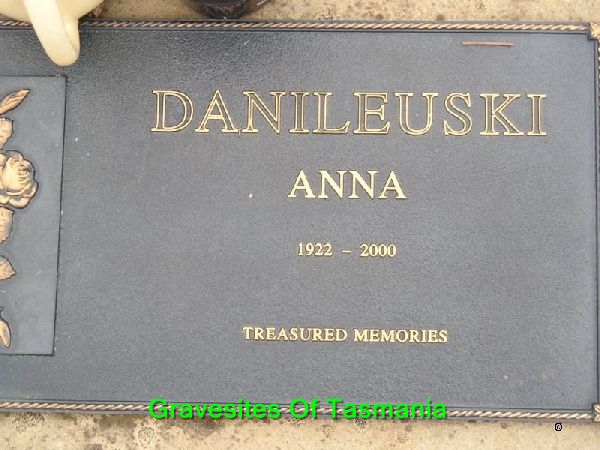 DANILEUSKI
ANNA
1922 – 2000
TREASURED MEMORIES
Gravesites Of Tasmania
©